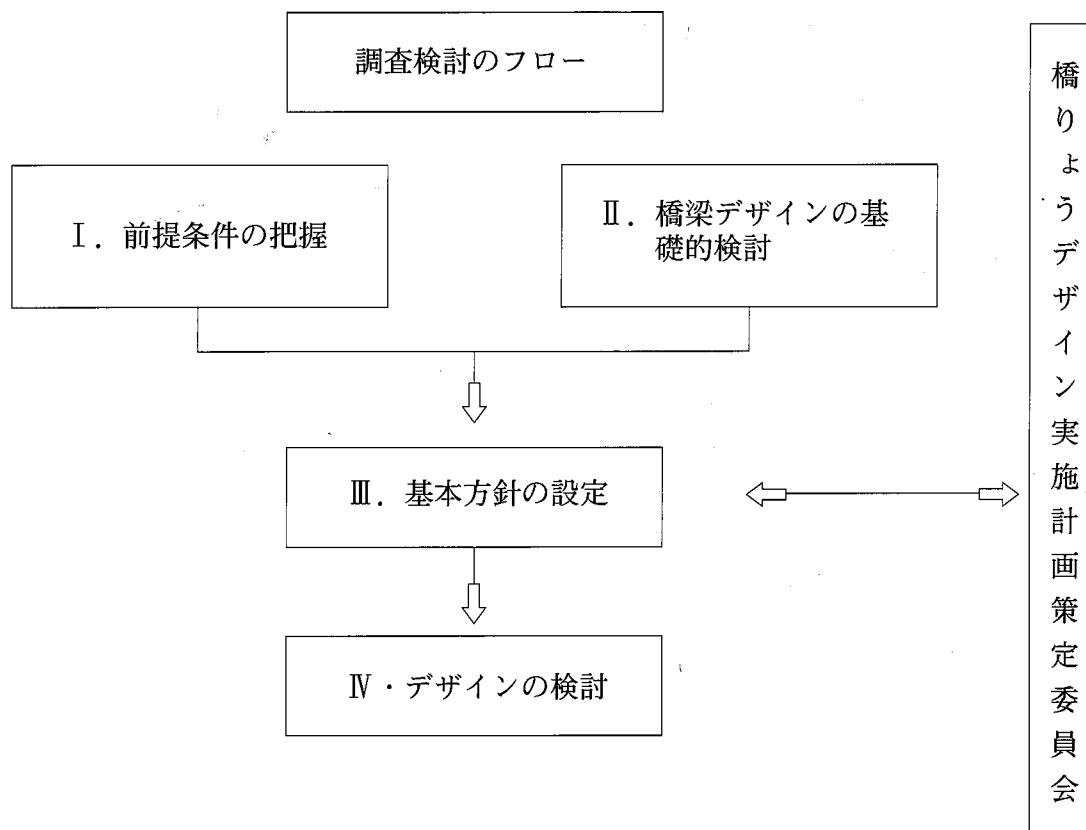 調査検討のフロー
Ⅰ．前提条件の把握
Ⅱ．橋梁デザインの基
礎的検討
Ⅲ．基本方針の設定
Ⅳ・デザインの検討
橋りょうデザイン実施計画策定委員会